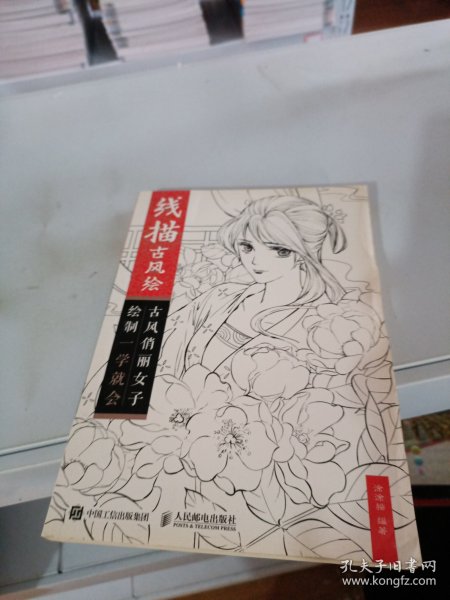 线描
古风绘
古风俏丽女子
绘制一学就会
编著
中国工信出版集团
人民邮电出版社
POSTS & TELECOM PRESS
孔夫子旧书网
www.kongfz.com